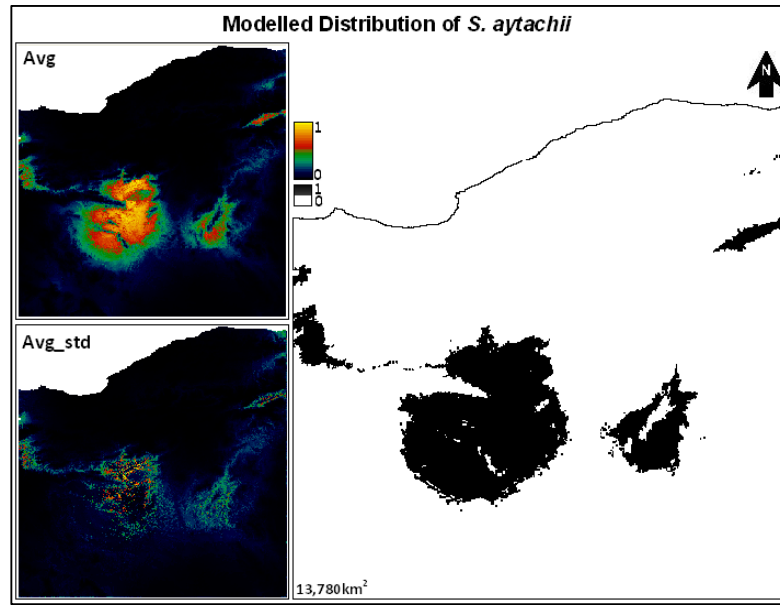 Modelled Distribution of S. aytachii
Avg
N
1
0
1
0
Avg_std
13,780km²